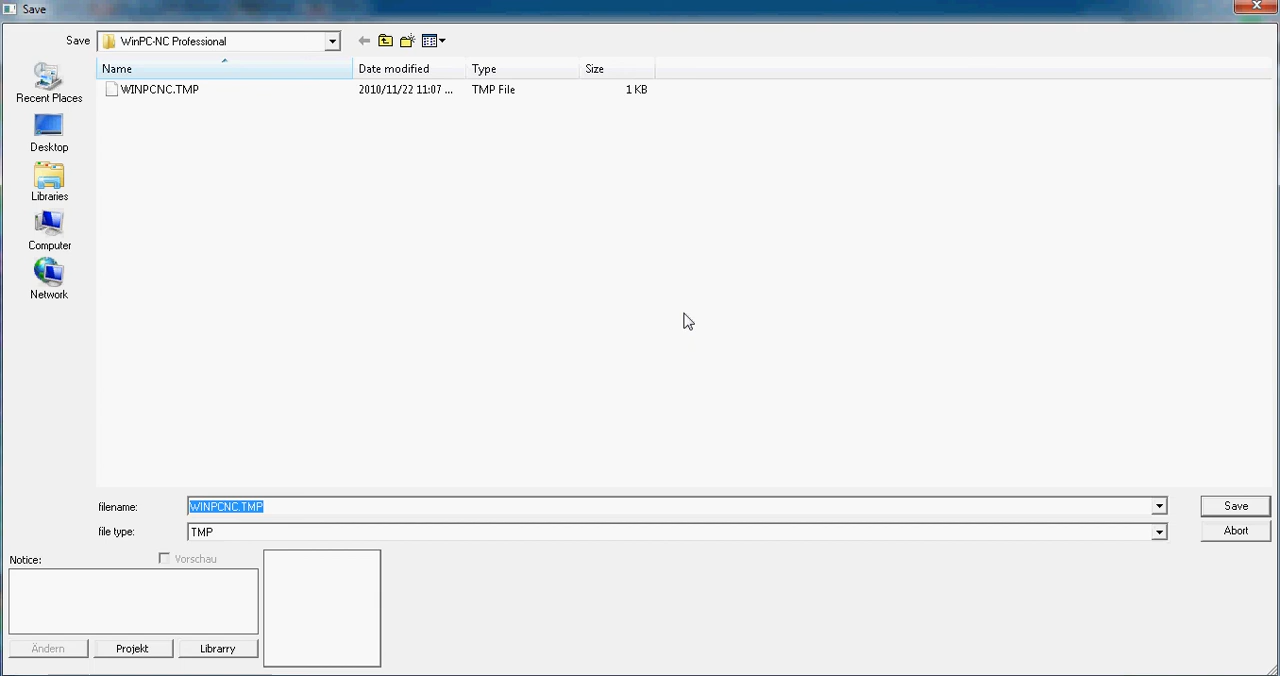 Save
Save WinPC-NC Professional
Name Date modified Type Size
WINPCNC.TMP 2010/11/22 11:07 ... TMP File 1 KB
Recent Places
Desktop
Libraries
Computer
Network
filename: WINPCNC.TMP Save
file type: TMP Abort
Notice: Vorschau
Ändern Projekt Librarry